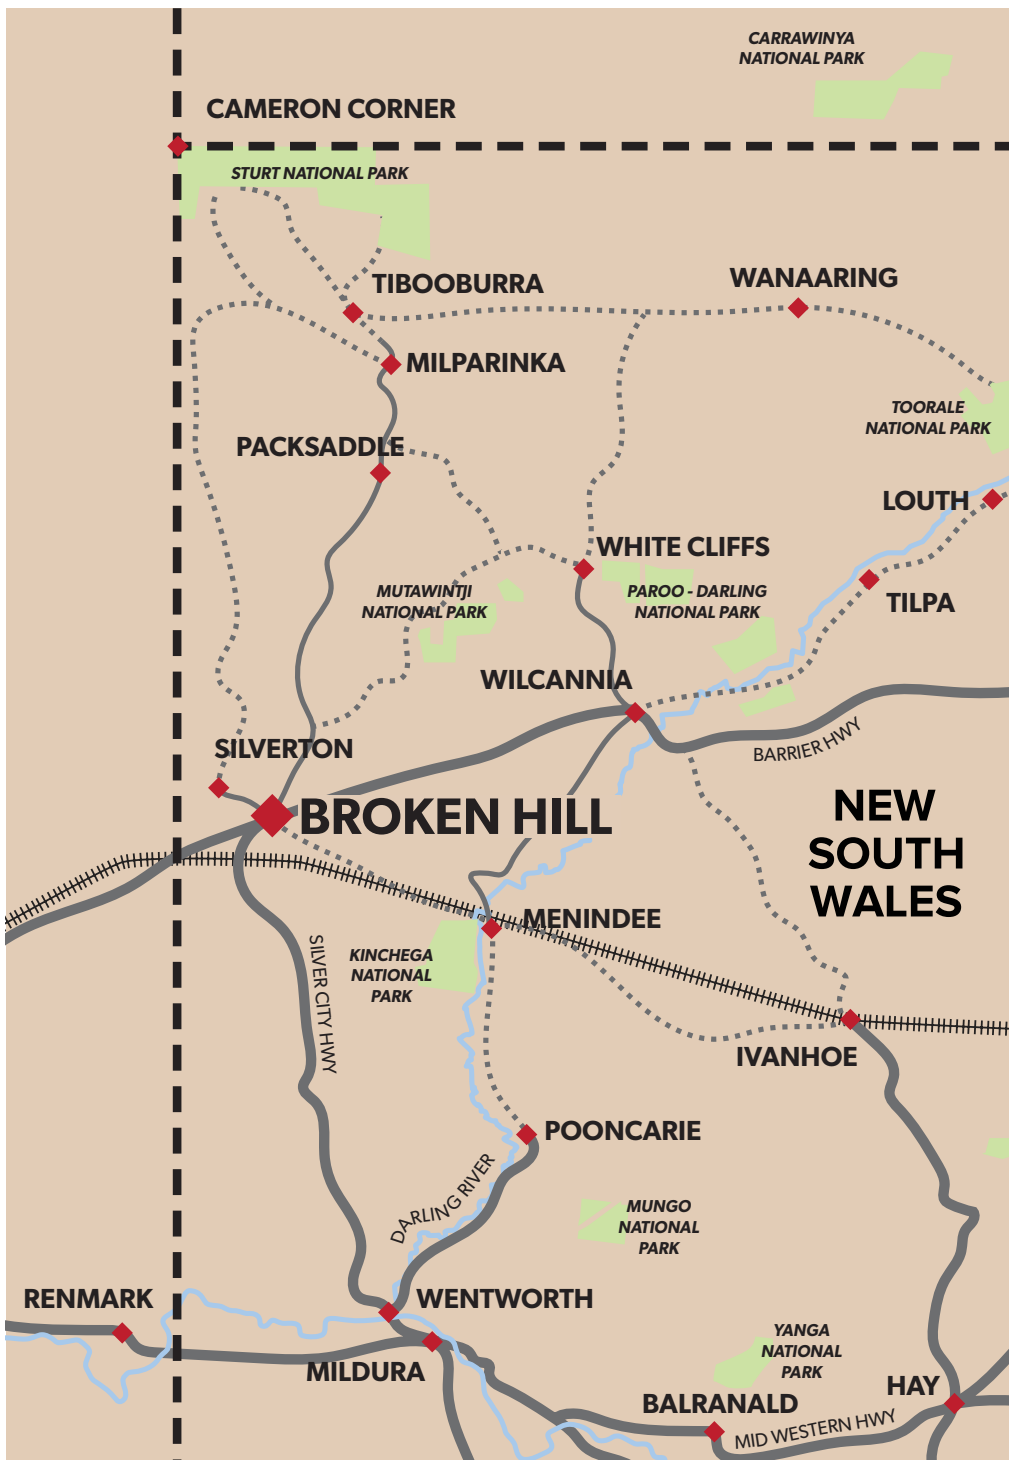 CARRAWINYA
NATIONAL PARK
CAMERON CORNER
STURT NATIONAL PARK
TIBOOBURRA
WANAARING
MILPARINKA
TOORALE
NATIONAL PARK
PACKSADDLE
LOUTH
WHITE CLIFFS
MUTAWINTJI
NATIONAL PARK
PAROO - DARLING
NATIONAL PARK
TILPA
WILCANNIA
BARRIER HWY
SILVERTON
BROKEN HILL
NEW
SOUTH
WALES
MENINDEE
KINCHEGA
NATIONAL
PARK
SILVER CITY HWY
IVANHOE
POONCARIE
DARLING RIVER
MUNGO
NATIONAL
PARK
RENMARK
WENTWORTH
YANGA
NATIONAL
PARK
MILDURA
HAY
BALRANALD
MID WESTERN HWY